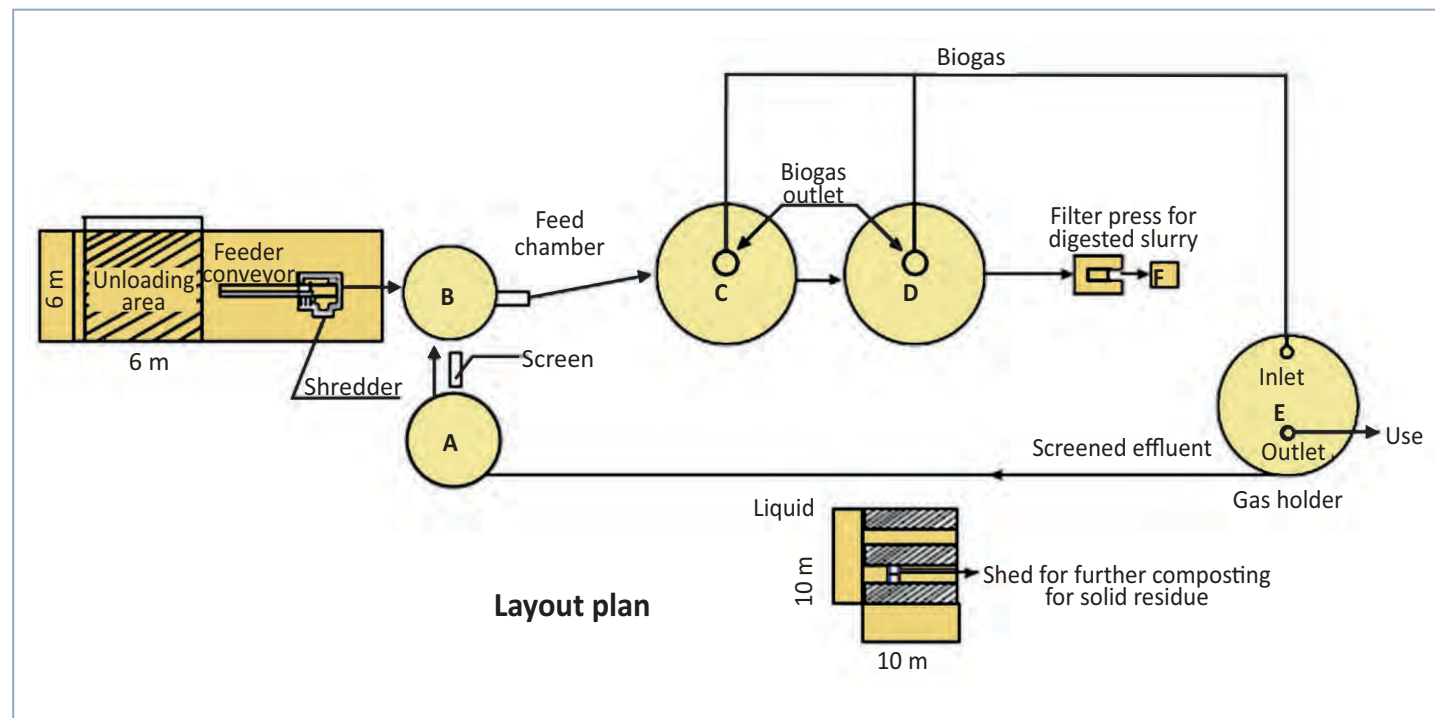 Biogas
Biogas
outlet
Feed
chamber
Filter press for
digested slurry
Feeder
conveyor
Unloading
area
6 m
6 m
Shredder
B
C
D
F
Screen
A
Inlet
E
Outlet
Use
Screened effluent
Gas holder
Liquid
10 m
Shed for further composting
for solid residue
10 m
Layout plan